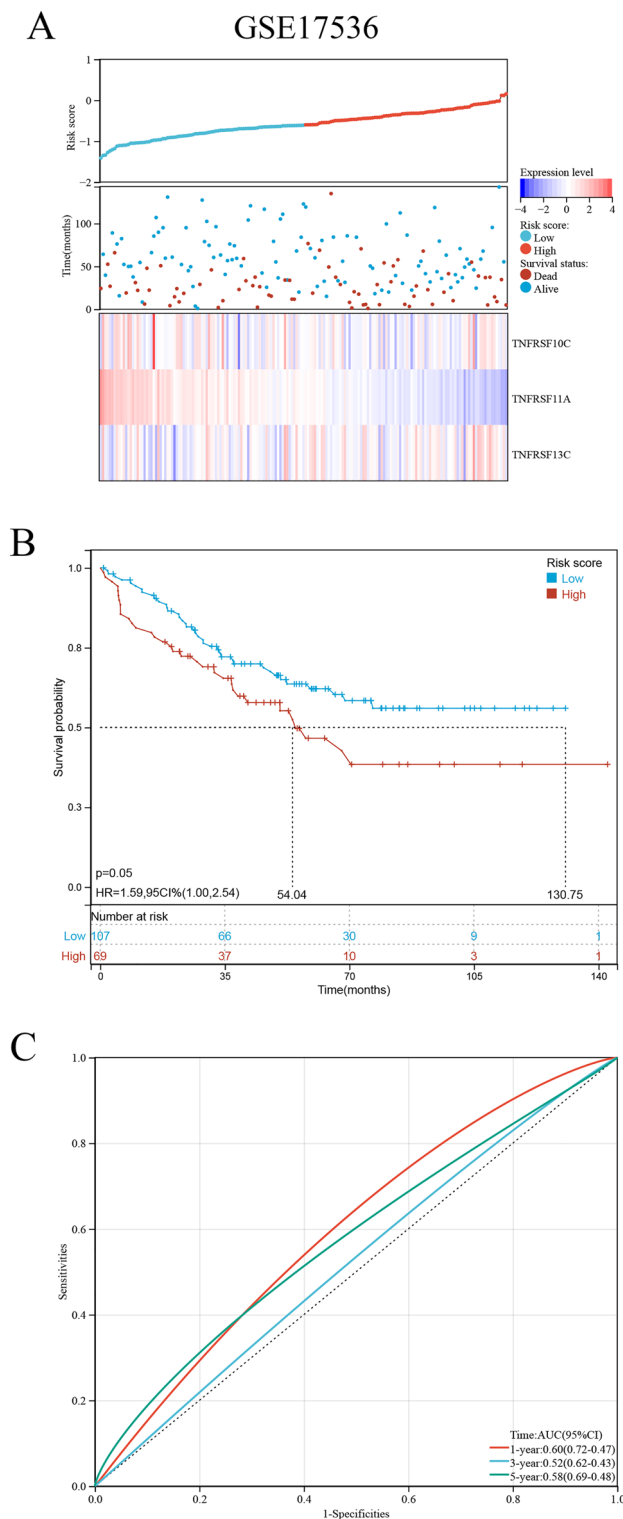 A
GSE17536
1
0
−1
−2
Risk score
100
50
0
Time(months)
Expression level
−4 −2 0 2 4
Risk score:
Low
High
Survival status:
Dead
Alive
TNFRSF10C
TNFRSF11A
TNFRSF13C
B
1.0
0.8
0.5
0.3
0.0
Survival probability
Risk score
Low
High
p=0.05
HR=1.59,95CI%(1.00,2.54)
54.04
130.75
Number at risk
Low 107 66 30 9 1
High 69 37 10 3 1
0 35 70 105 140
Time(months)
C
1.0
0.8
0.6
0.4
0.2
0.0
Sensitivities
Time:AUC(95%CI)
1-year:0.60(0.72-0.47)
3-year:0.52(0.62-0.43)
5-year:0.58(0.69-0.48)
0.0 0.2 0.4 0.6 0.8 1.0
1-Specificities